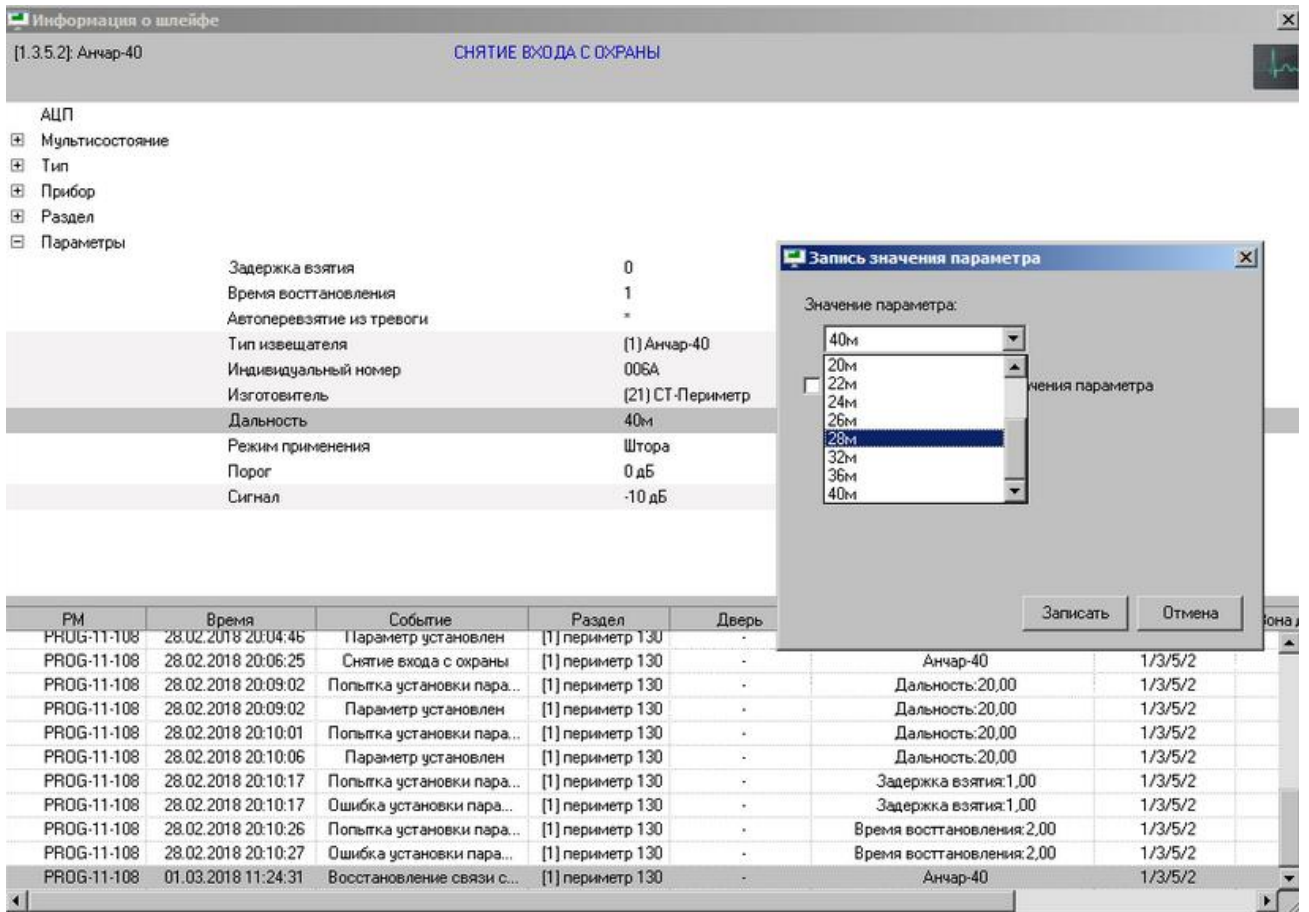 Информация о шлейфе
[1.3.5.2]: Анчар-40 СНЯТИЕ ВХОДА С ОХРАНЫ
АЦП
Мультисостояние
Тип
Прибор
Раздел
Параметры
Задержка взятия 0
Время восттановления 1
Автоперевзятие из тревоги *
Тип извещателя (1) Анчар-40
Индивидуальный номер 006A
Изготовитель (21) СТ-Периметр
Дальность 40м
Режим применения Штора
Порог 0 дБ
Сигнал -10 дБ
Запись значения параметра
Значение параметра:
40м
20м
22м
чения параметра
24м
26м
28м
32м
36м
40м
Записать Отмена
РМ Время Событие Раздел Дверь Зона
PROG-11-108 28.02.2018 20:04:46 Параметр установлен [1] периметр 130 -
PROG-11-108 28.02.2018 20:06:25 Снятие входа с охраны [1] периметр 130 - Анчар-40 1/3/5/2
PROG-11-108 28.02.2018 20:09:02 Попытка установки пара... [1] периметр 130 - Дальность:20,00 1/3/5/2
PROG-11-108 28.02.2018 20:09:02 Параметр установлен [1] периметр 130 - Дальность:20,00 1/3/5/2
PROG-11-108 28.02.2018 20:10:01 Попытка установки пара... [1] периметр 130 - Дальность:20,00 1/3/5/2
PROG-11-108 28.02.2018 20:10:06 Параметр установлен [1] периметр 130 - Дальность:20,00 1/3/5/2
PROG-11-108 28.02.2018 20:10:17 Попытка установки пара... [1] периметр 130 - Задержка взятия:1,00 1/3/5/2
PROG-11-108 28.02.2018 20:10:17 Ошибка установки пара... [1] периметр 130 - Задержка взятия:1,00 1/3/5/2
PROG-11-108 28.02.2018 20:10:26 Попытка установки пара... [1] периметр 130 - Время восттановления:2,00 1/3/5/2
PROG-11-108 28.02.2018 20:10:27 Ошибка установки пара... [1] периметр 130 - Время восттановления:2,00 1/3/5/2
PROG-11-108 01.03.2018 11:24:31 Восстановление связи с... [1] периметр 130 - Анчар-40 1/3/5/2